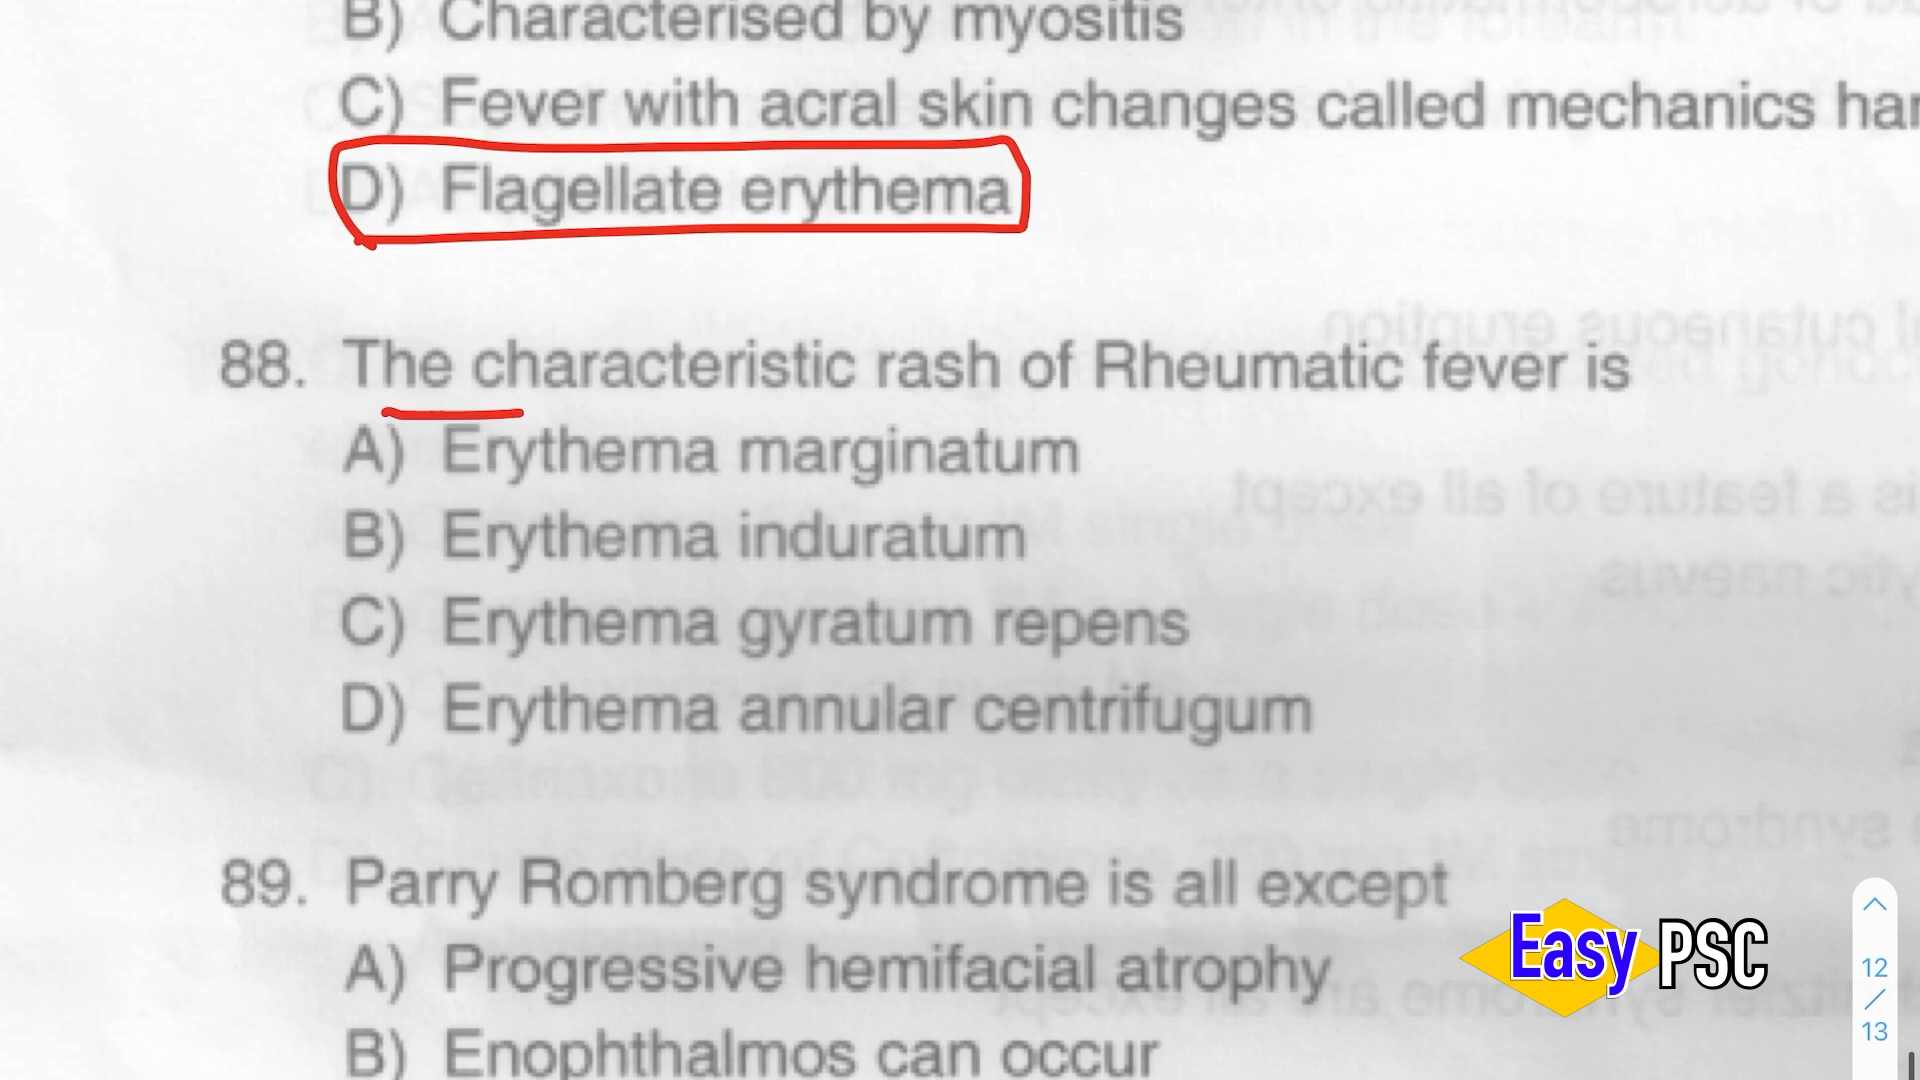 B) Characterised by myositis
C) Fever with acral skin changes called mechanics
D) Flagellate erythema
88. The characteristic rash of Rheumatic fever is
A) Erythema marginatum
B) Erythema induratum
C) Erythema gyratum repens
D) Erythema annular centrifugum
89. Parry Romberg syndrome is all except
A) Progressive hemifacial atrophy
B) Enophthalmos can occur
Easy PSC
12
/
13